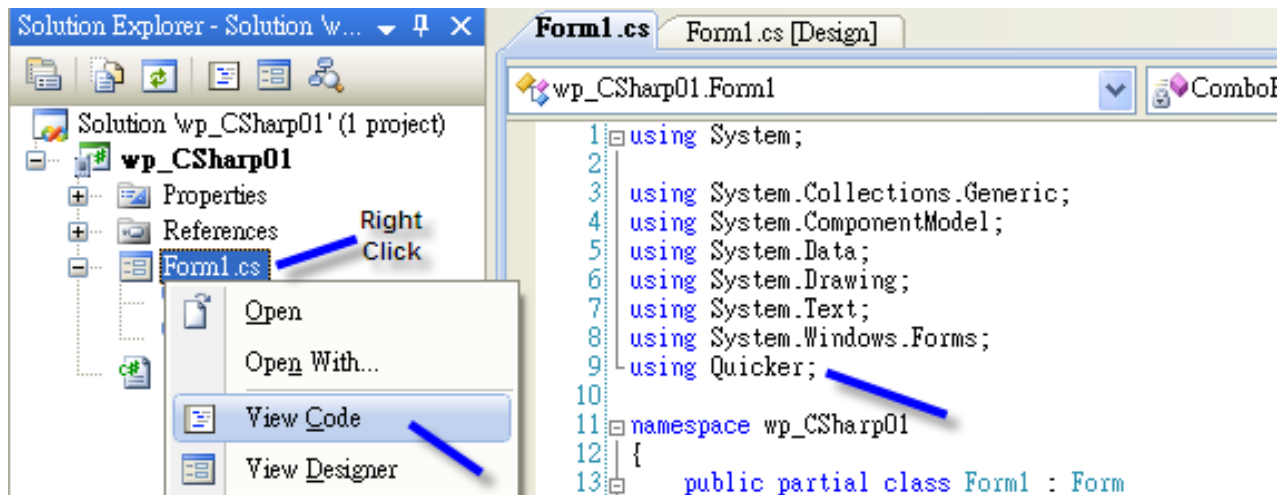 Solution Explorer - Solution 'w...
Solution 'wp_CSharp01' (1 project)
wp_CSharp01
Properties
References
Form1.cs
Right
Click
Open
Open With...
View Code
View Designer
Form1.cs
Form1.cs [Design]
wp_CSharp01.Form1
1 using System;
2
3 using System.Collections.Generic;
4 using System.ComponentModel;
5 using System.Data;
6 using System.Drawing;
7 using System.Text;
8 using System.Windows.Forms;
9 using Quicker;
10
11 namespace wp_CSharp01
12 {
13 public partial class Form1 : Form